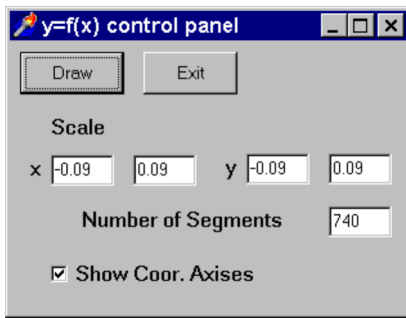 y=f(x) control panel
Draw Exit
Scale
x -0.09 0.09 y -0.09 0.09
Number of Segments 740
Show Coor. Axises